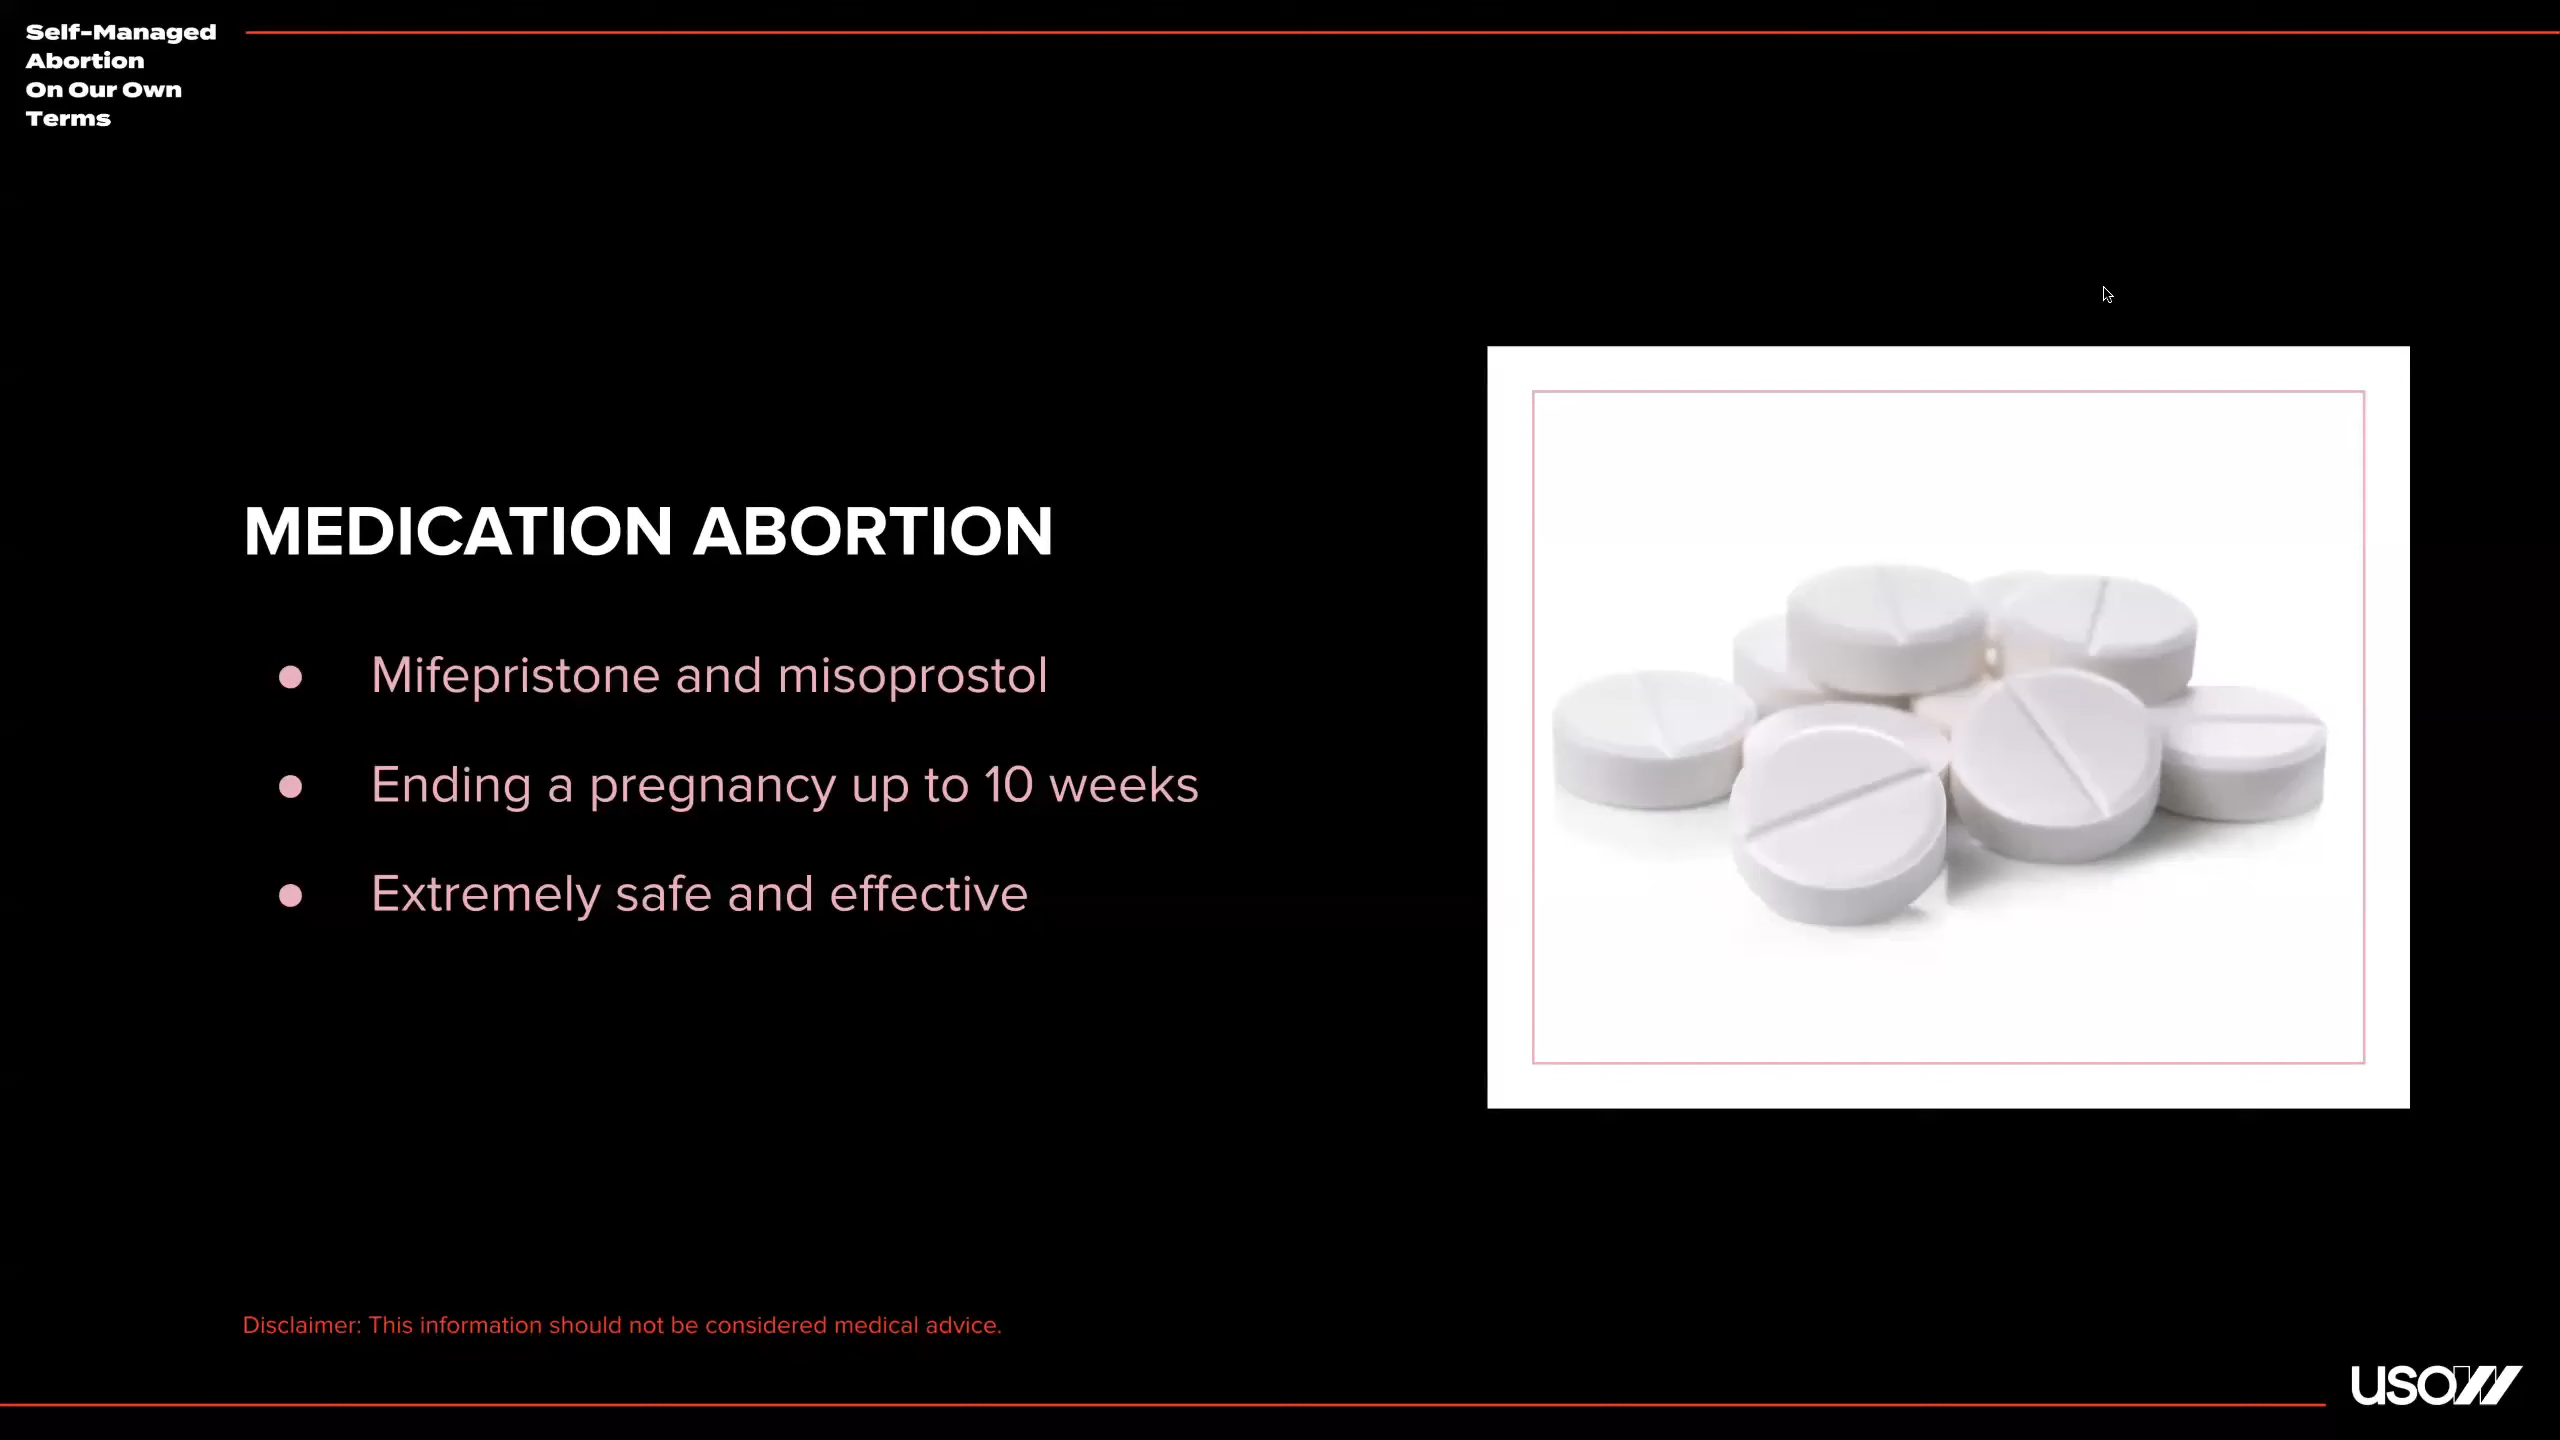 Self-Managed
Abortion
On Our Own
Terms
MEDICATION ABORTION
● Mifepristone and misoprostol
● Ending a pregnancy up to 10 weeks
● Extremely safe and effective
Disclaimer: This information should not be considered medical advice.
USOW